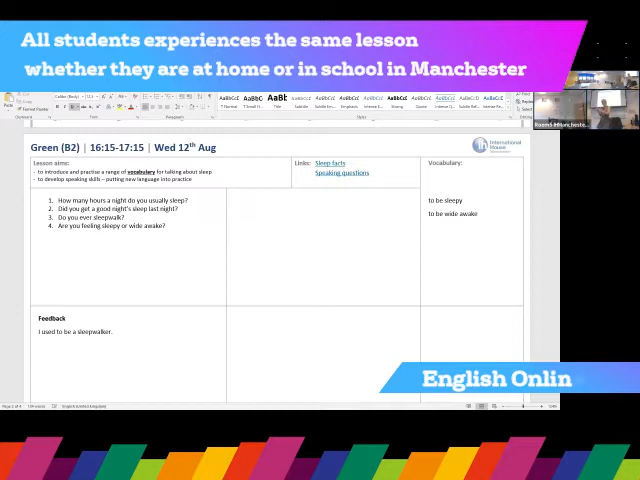 All students experiences the same lesson
whether they are at home or in school in Manchester
Green (B2) | 16:15-17:15 | Wed 12th Aug
International
House
Manchester
Lesson aims:
- to introduce and practise a range of vocabulary for talking about sleep
- to develop speaking skills – putting new language into practice
Links:
Sleep facts
Speaking questions
Vocabulary:
1. How many hours a night do you usually sleep?
2. Did you get a good night's sleep last night?
3. Do you ever sleepwalk?
4. Are you feeling sleepy or wide awake?
to be sleepy
to be wide awake
Feedback
I used to be a sleepwalker.
English Onlin